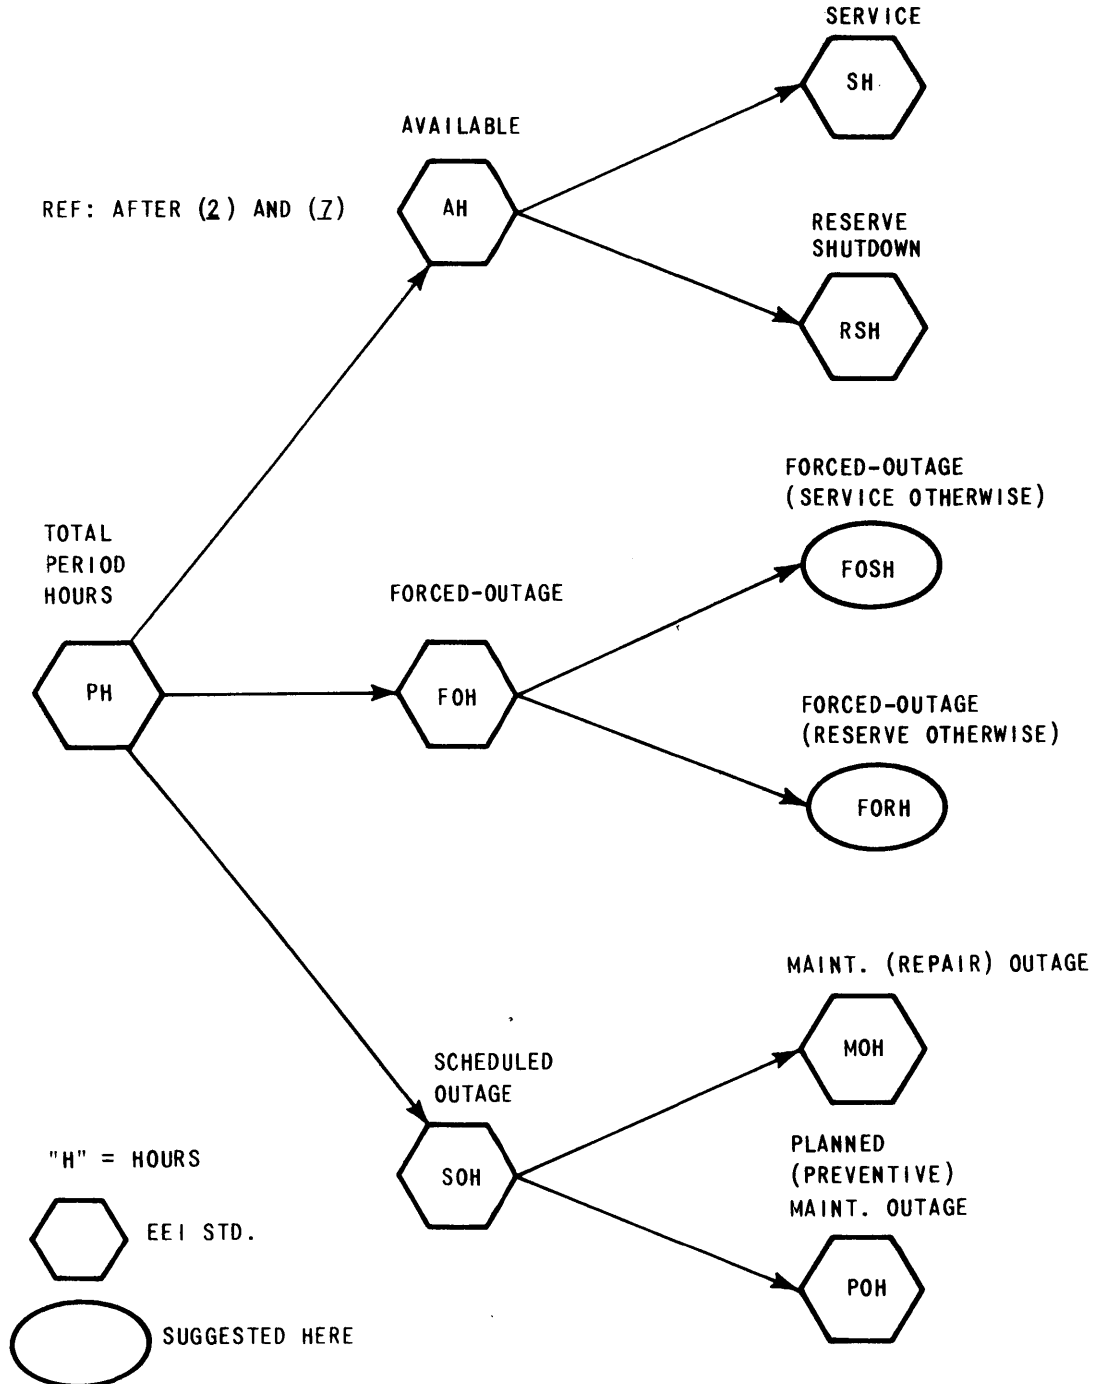 SERVICE
SH
AVAILABLE
AH
REF: AFTER (2) AND (7)
RESERVE
SHUTDOWN
RSH
FORCED-OUTAGE
(SERVICE OTHERWISE)
FOSH
TOTAL
PERIOD
HOURS
PH
FORCED-OUTAGE
FOH
FORCED-OUTAGE
(RESERVE OTHERWISE)
FORH
MAINT. (REPAIR) OUTAGE
MOH
SCHEDULED
OUTAGE
SOH
PLANNED
(PREVENTIVE)
MAINT. OUTAGE
POH
"H" = HOURS
EEI STD.
SUGGESTED HERE